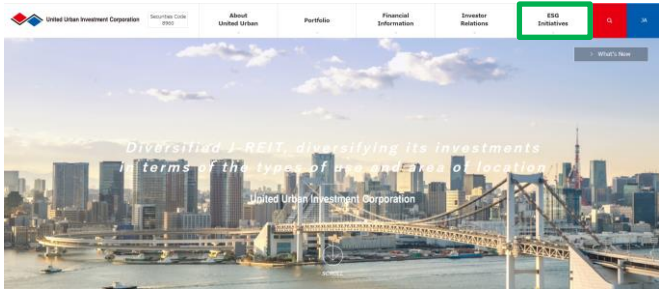 United Urban Investment Corporation
Securities Code
8960
About
United Urban
Portfolio
Financial
Information
Investor
Relations
ESG
Initiatives
JA
> What's New
Diversified J-REIT, diversifying its investments
in terms of the types of use and area of location
United Urban Investment Corporation
SCROLL